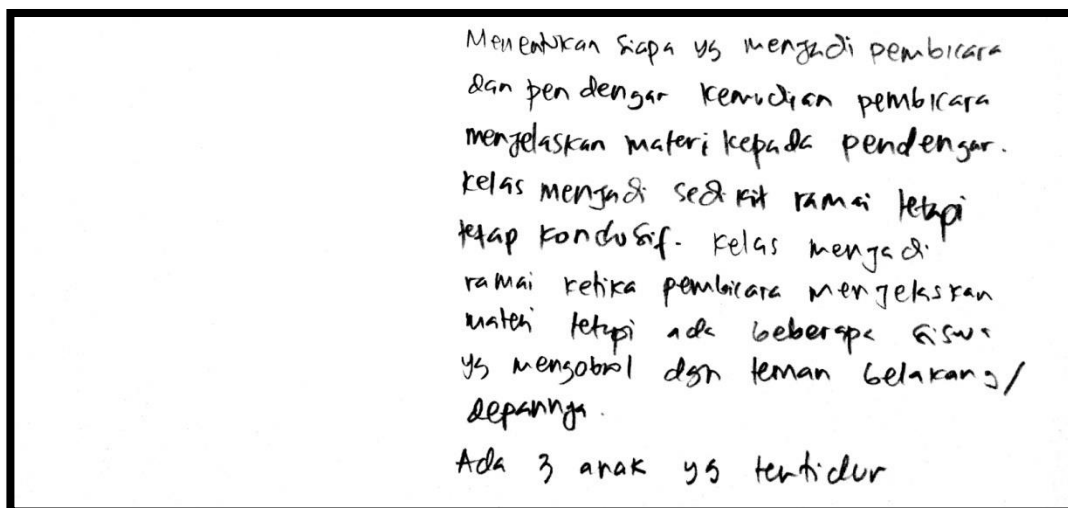 Menentukan siapa yg menjadi pembicara
dan pendengar kemudian pembicara
menjelaskan materi kepada pendengar.
Kelas menjadi sedikit ramai tetapi
tetap kondusif. Kelas menjadi
ramai ketika pembicara menjelaskan
materi tetapi ada beberapa siswa
yg mengobrol dgn teman belakang/
depannya.
Ada 3 anak yg tertidur